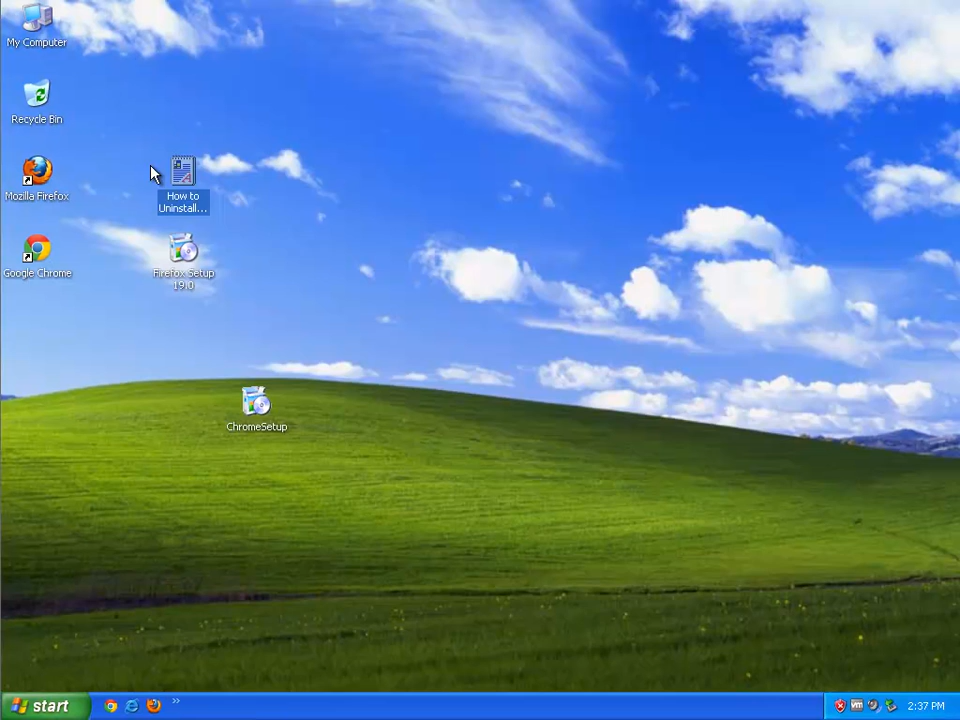 My Computer
Recycle Bin
Mozilla Firefox
How to
Uninstall...
Google Chrome
Firefox Setup
19.0
ChromeSetup
start
vm
2:37 PM